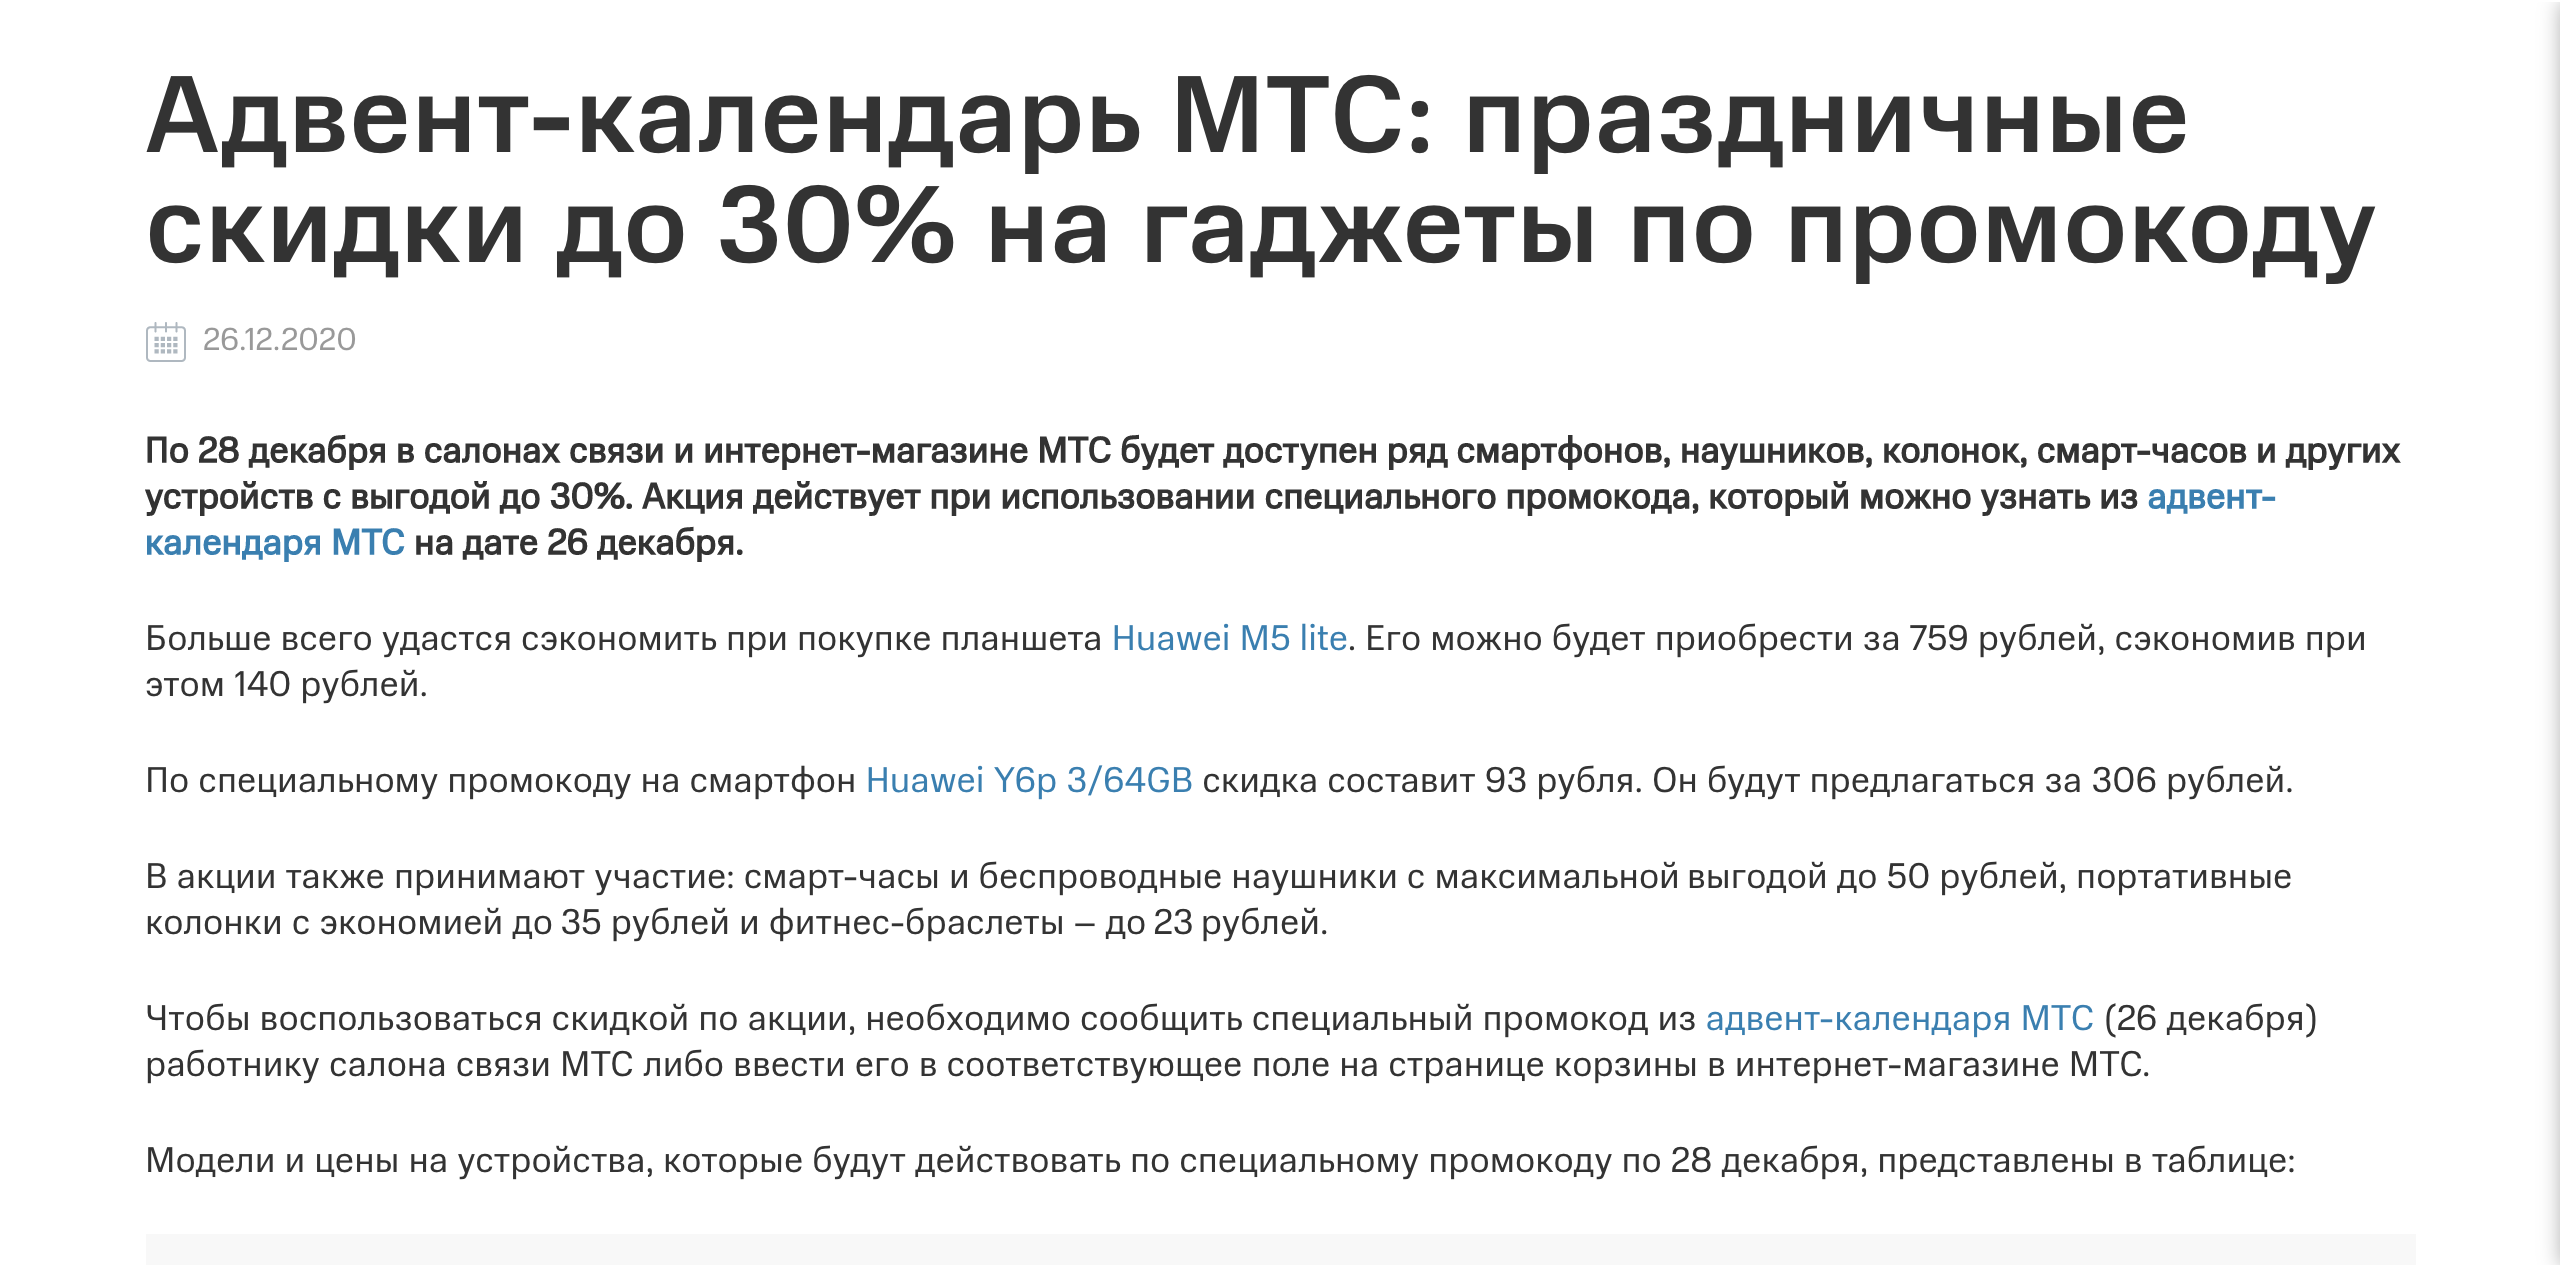 Адвент-календарь МТС: праздничные
скидки до 30% на гаджеты по промокоду
26.12.2020
По 28 декабря в салонах связи и интернет-магазине МТС будет доступен ряд смартфонов, наушников, колонок, смарт-часов и других
устройств с выгодой до 30%. Акция действует при использовании специального промокода, который можно узнать из адвент-
календаря МТС на дате 26 декабря.
Больше всего удастся сэкономить при покупке планшета Huawei M5 lite. Его можно будет приобрести за 759 рублей, сэкономив при
этом 140 рублей.
По специальному промокоду на смартфон Huawei Y6p 3/64GB скидка составит 93 рубля. Он будут предлагаться за 306 рублей.
В акции также принимают участие: смарт-часы и беспроводные наушники с максимальной выгодой до 50 рублей, портативные
колонки с экономией до 35 рублей и фитнес-браслеты – до 23 рублей.
Чтобы воспользоваться скидкой по акции, необходимо сообщить специальный промокод из адвент-календаря МТС (26 декабря)
работнику салона связи МТС либо ввести его в соответствующее поле на странице корзины в интернет-магазине МТС.
Модели и цены на устройства, которые будут действовать по специальному промокоду по 28 декабря, представлены в таблице: